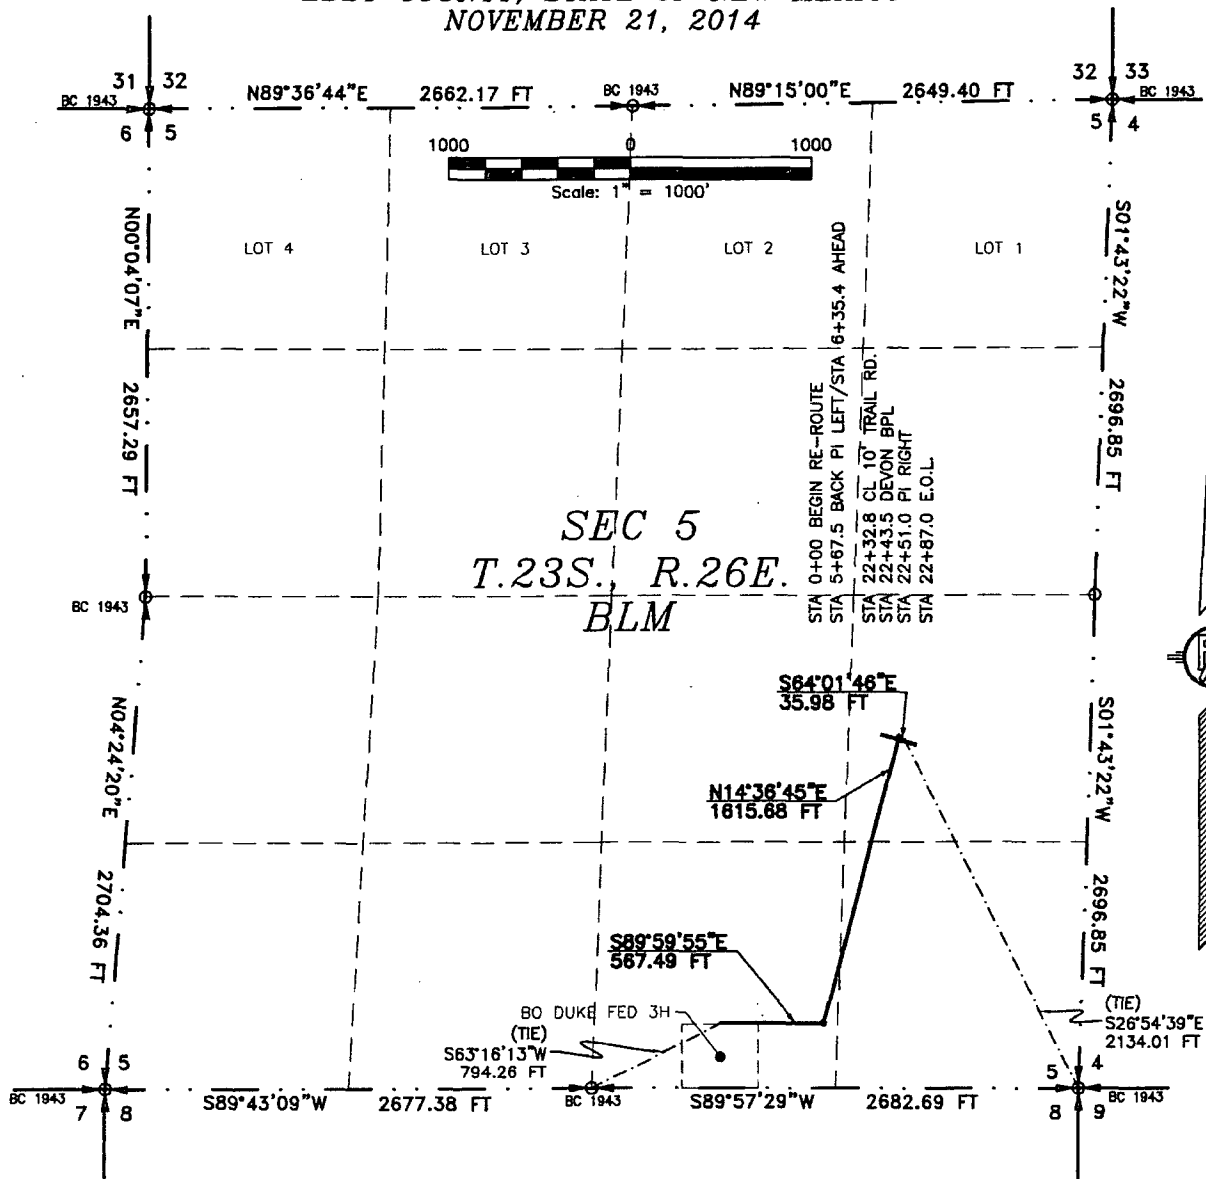 NOVEMBER 21, 2014
31 32
32 33
BC 1943
N89°36'44"E 2662.17 FT
BC 1943
N89°15'00"E 2649.40 FT
BC 1943
6 5
5 4
1000 0 1000
Scale: 1" = 1000'
LOT 4
LOT 3
LOT 2
LOT 1
N00°04'07"E
2657.29 FT
S01°43'22"W
2696.85 FT
STA 0+00 BEGIN RE-ROUTE
STA 5+67.5 BACK PI LEFT/STA 6+35.4 AHEAD
STA 22+32.8 CL 10' TRAIL RD.
STA 22+43.5 DEVON BPL
STA 22+51.0 PI RIGHT
STA 22+87.0 E.O.L.
SEC 5
T.23S., R.26E.
BLM
BC 1943
S64°01'46"E
35.98 FT
N04°24'20"E
2704.36 FT
S01°43'22"W
2696.85 FT
N14°36'45"E
1615.68 FT
S89°59'55"E
567.49 FT
BO DUKE FED 3H
(TIE)
S63°16'13"W
794.26 FT
(TIE)
S26°54'39"E
2134.01 FT
6 5
5 4
BC 1943
S89°43'09"W 2677.38 FT
BC 1943
S89°57'29"W 2682.69 FT
BC 1943
7 8
8 9